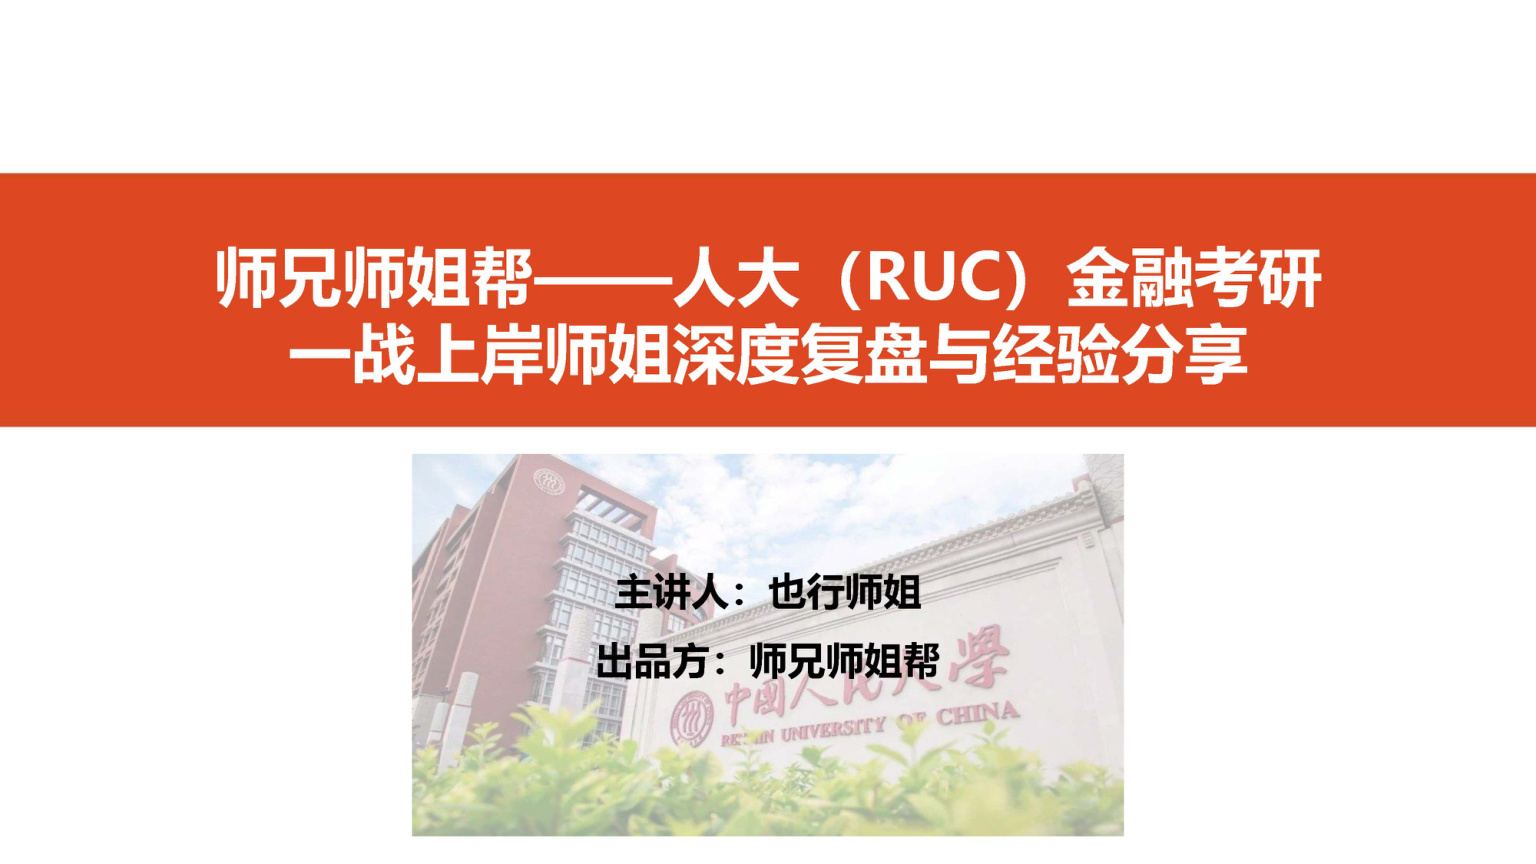 师兄师姐帮——人大（RUC）金融考研
一战上岸师姐深度复盘与经验分享
主讲人：也行师姐
出品方：师兄师姐帮
中國人民大學
UNIVERSITY OF CHINA